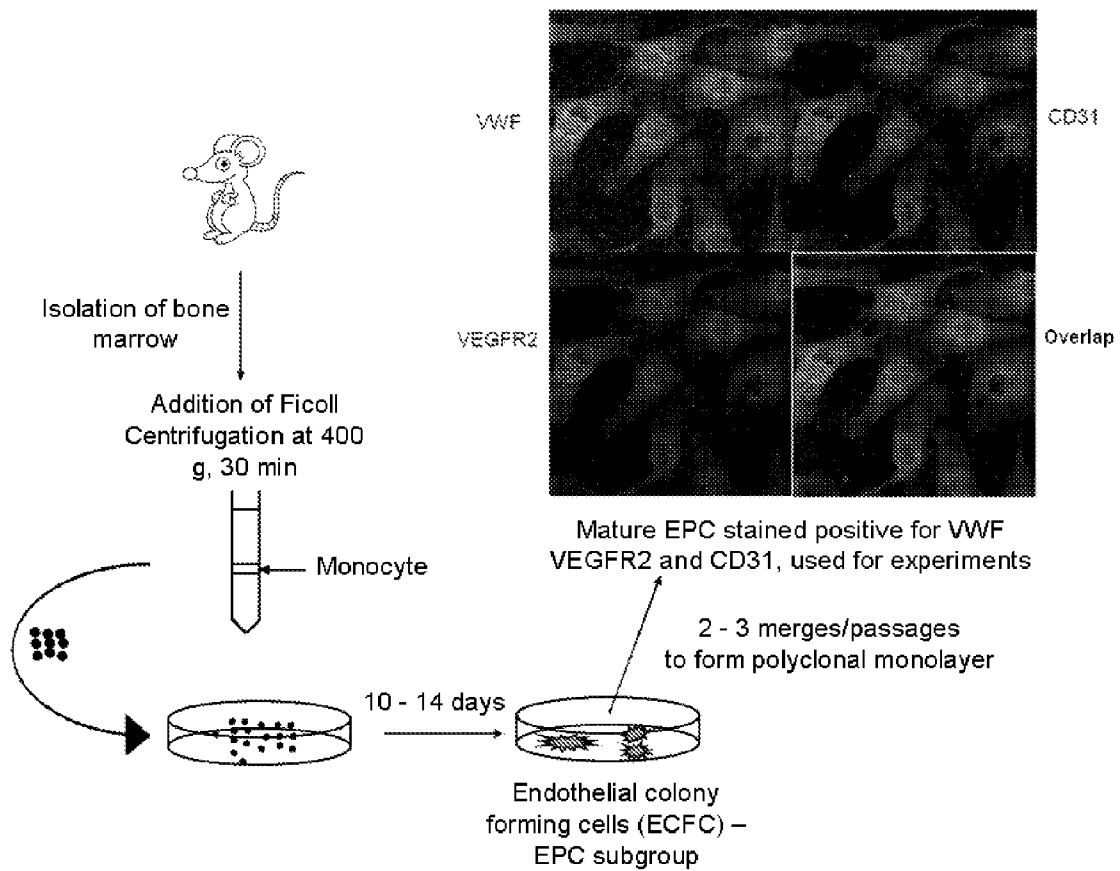 VWF
CD31
VEGFR2
Overlap
Isolation of bone
marrow
Addition of Ficoll
Centrifugation at 400
g, 30 min
Monocyte
10 - 14 days
Endothelial colony
forming cells (ECFC) –
EPC subgroup
2 - 3 merges/passages
to form polyclonal monolayer
Mature EPC stained positive for VWF
VEGFR2 and CD31, used for experiments